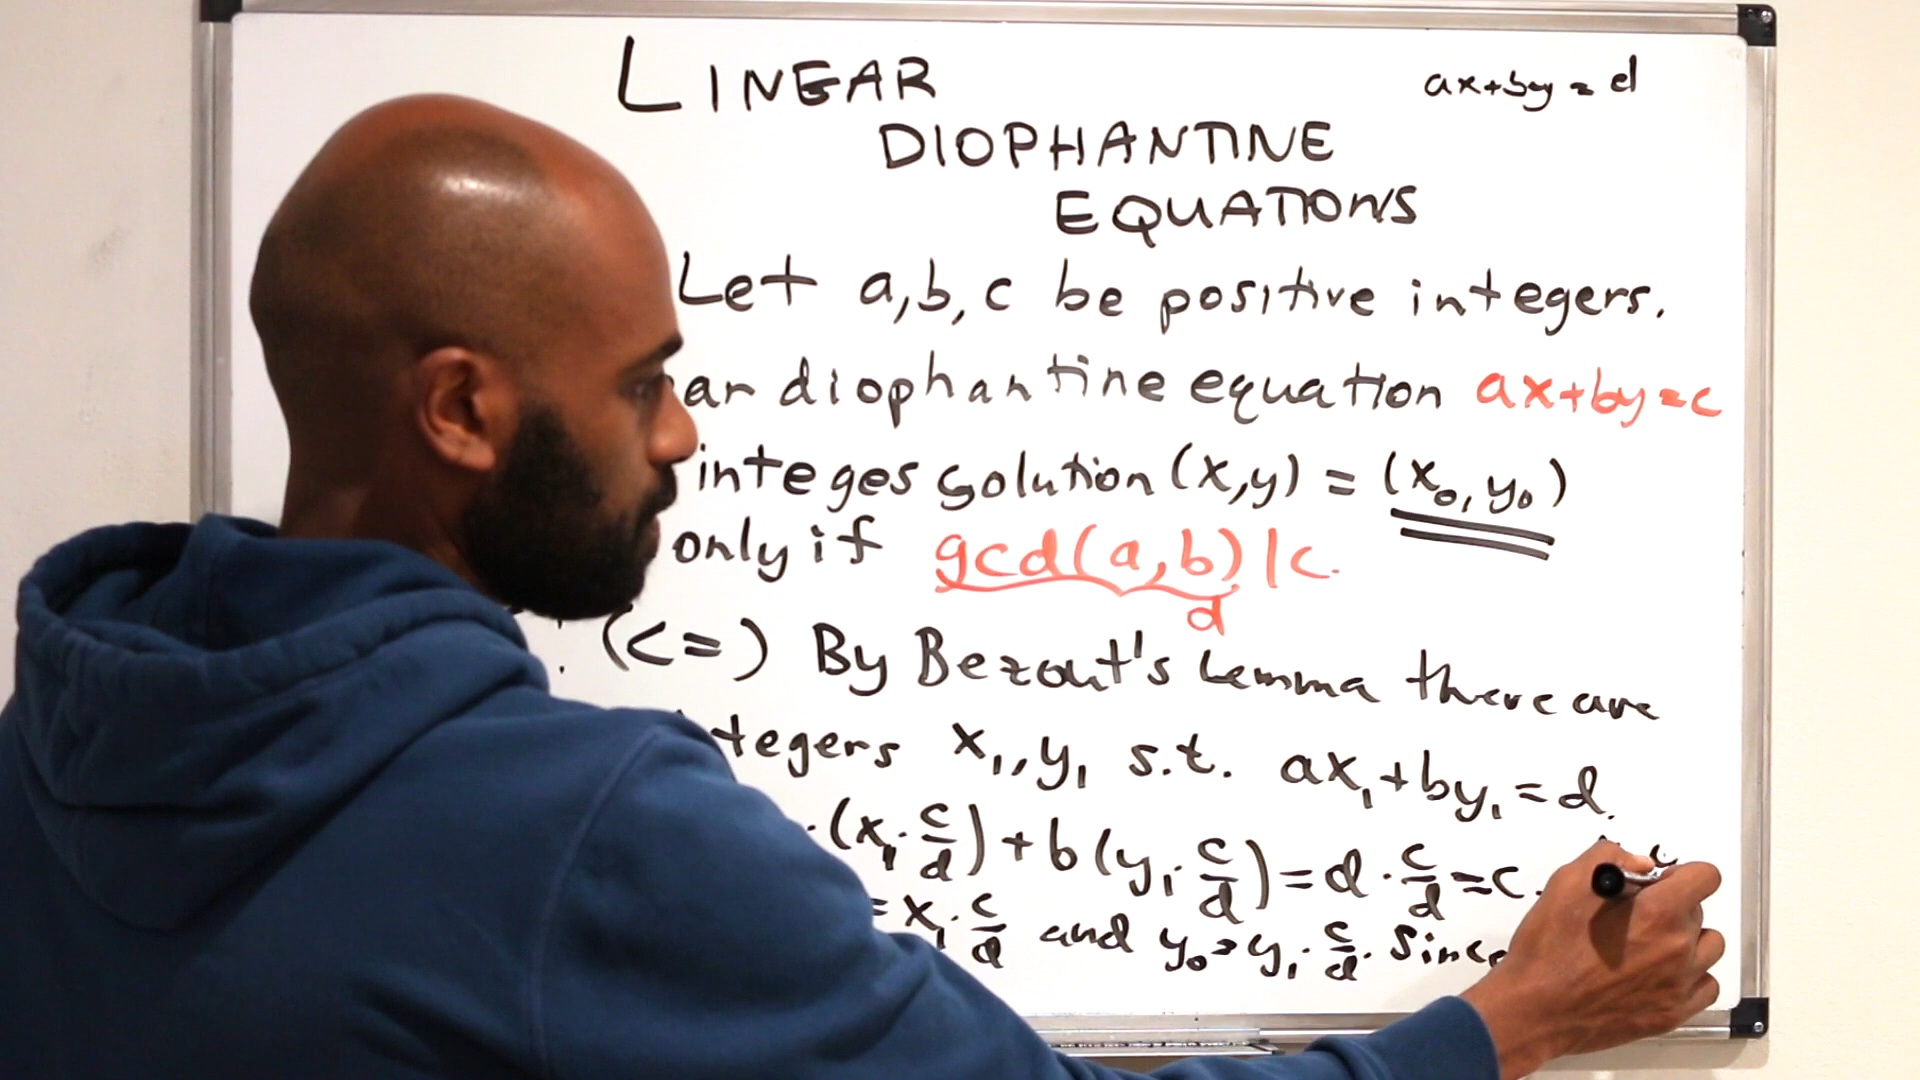 LINEAR
ax+by = d
DIOPHANTINE
EQUATIONS
Let a,b,c be positive integers.
ar diophantine equation ax+by=c
integes solution (x,y) = (x₀,y₀)
only if gcd(a,b)|c.
d
(<=) By Bezout's Lemma there are
tegers x₁,y₁ s.t. ax₁+by₁=d.
·(x₁·c/d)+b(y₁·c/d)=d·c/d=c.
=x₁·c/d and y₀=y₁·c/d. Since